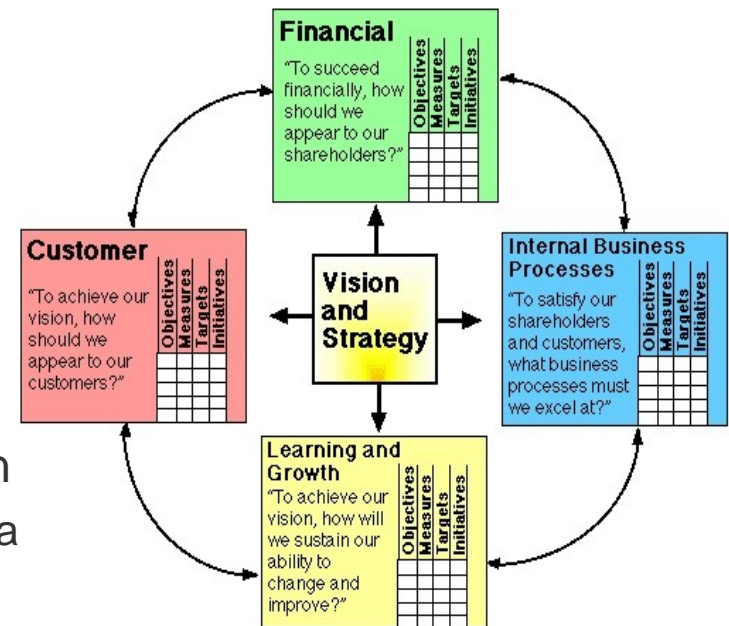 Financial
“To succeed
financially, how
should we
appear to our
shareholders?”
Objectives
Measures
Targets
Initiatives
Customer
“To achieve our
vision, how
should we
appear to our
customers?”
Objectives
Measures
Targets
Initiatives
Vision
and
Strategy
Internal Business
Processes
“To satisfy our
shareholders
and customers,
what business
processes must
we excel at?”
Objectives
Measures
Targets
Initiatives
Learning and
Growth
“To achieve our
vision, how will
we sustain our
ability to
change and
improve?”
Objectives
Measures
Targets
Initiatives
a